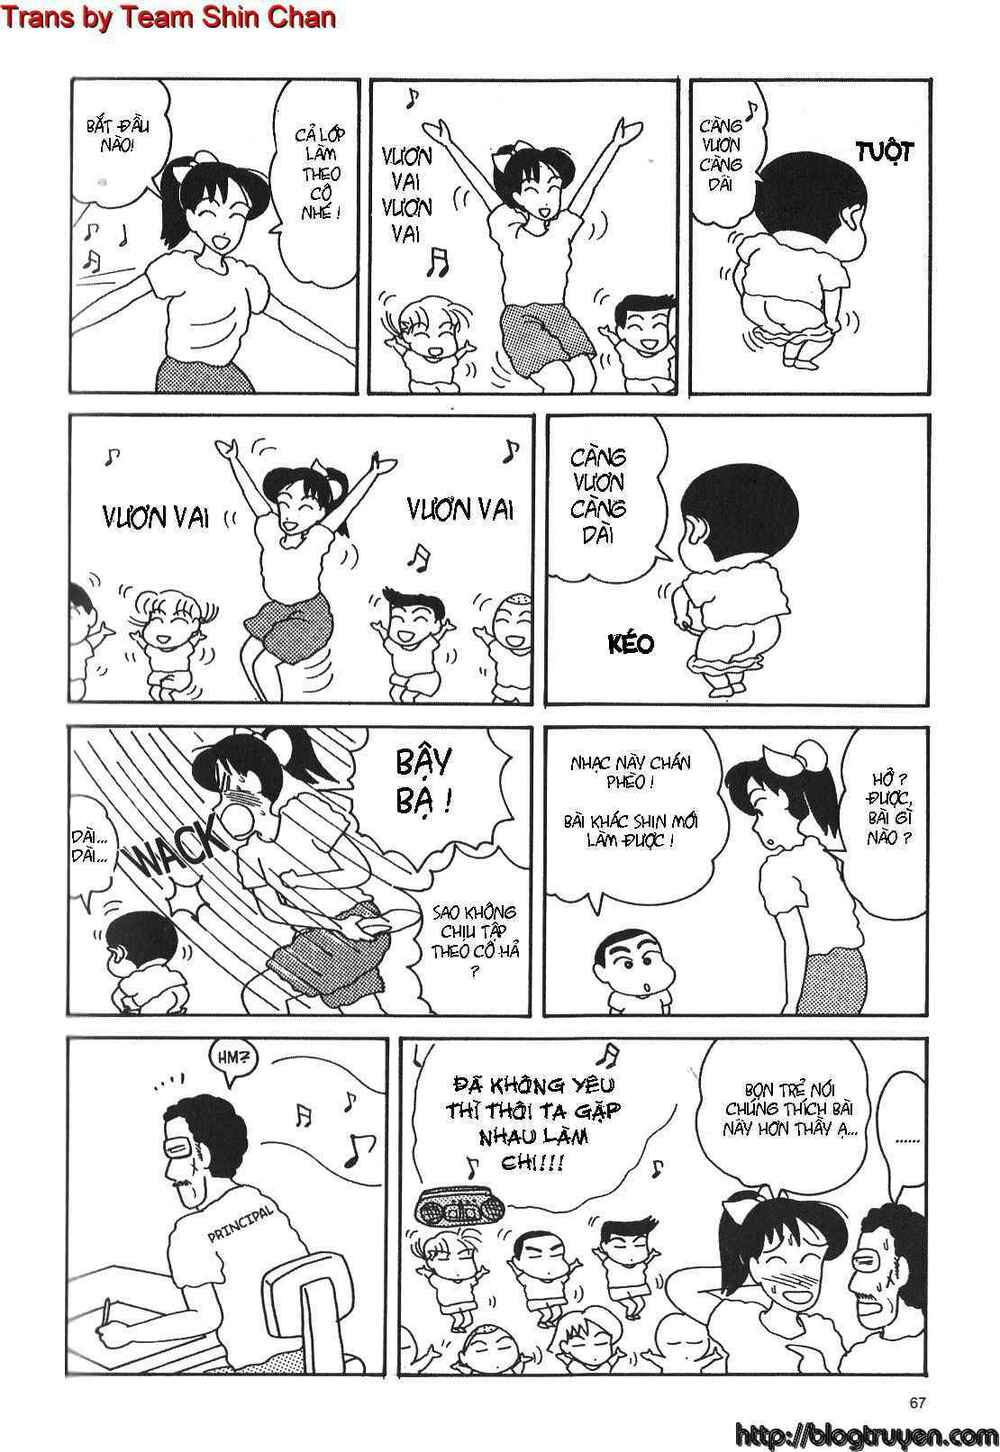 Trans by Team Shin Chan
CẢ LỚP
LÀM
THEO
CÔ
NHÉ !
BẮT ĐẦU
NÀO!
VƯƠN
VAI
VƯƠN
VAI
CÀNG
VƯƠN
CÀNG
DÀI
TUỘT
VƯƠN VAI
VƯƠN VAI
CÀNG
VƯƠN
CÀNG
DÀI
KÉO
DÀI...
DÀI...
WACK
BẬY
BẠ !
SAO KHÔNG
CHỊU TẬP
THEO CÔ HẢ
?
NHẠC NÀY CHÁN
PHÈO !
BÀI KHÁC SHIN MỚI
LÀM ĐƯỢC !
HỞ ?
ĐƯỢC,
BÀI GÌ
NÀO ?
HM?
PRINCIPAL
ĐÃ KHÔNG YÊU
THÌ THÔI TA GẶP
NHAU LÀM
CHI!!!
BỌN TRẺ NÓI
CHÚNG THÍCH BÀI
NÀY HƠN THẦY Ạ...
......
67
http://blogtruyen.com